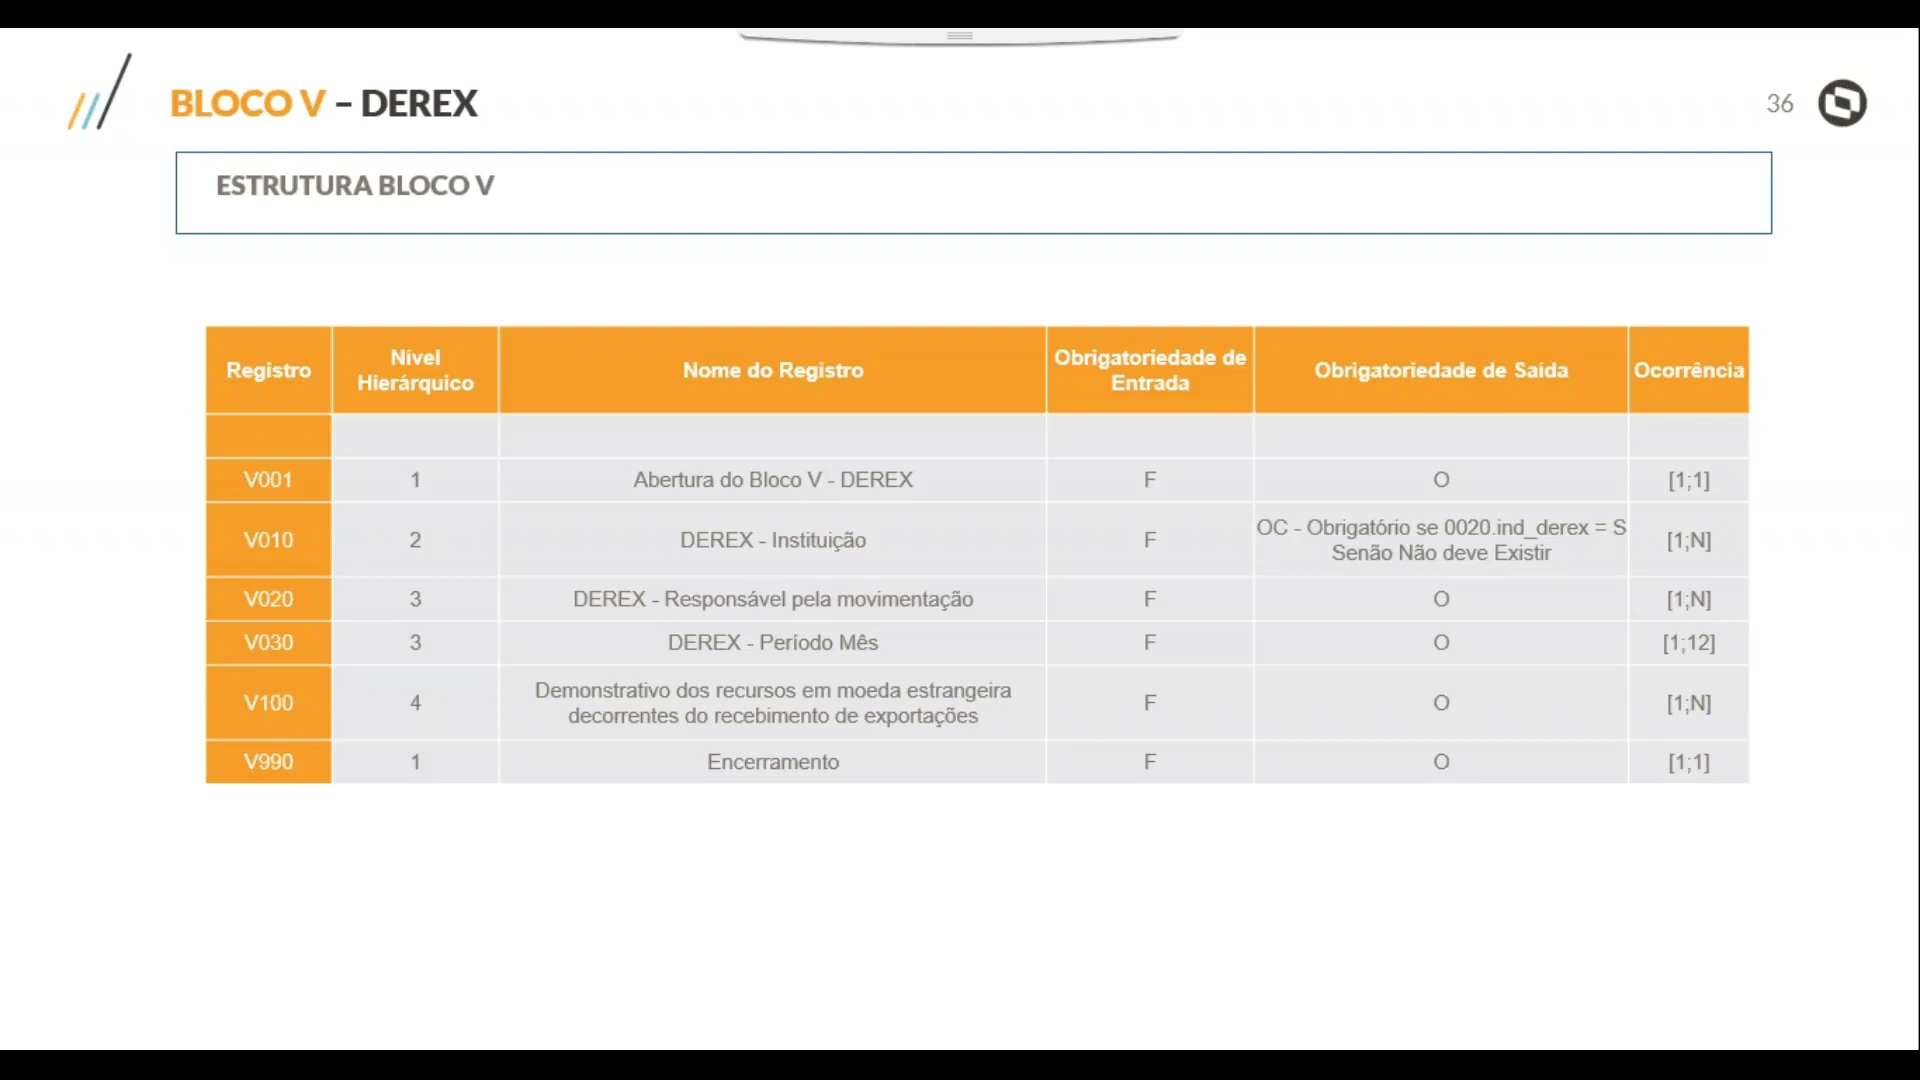 BLOCO V – DEREX
36
ESTRUTURA BLOCO V
Registro Nível Hierárquico Nome do Registro Obrigatoriedade de Entrada Obrigatoriedade de Saída Ocorrência
V001 1 Abertura do Bloco V - DEREX F O [1;1]
V010 2 DEREX - Instituição F OC - Obrigatório se 0020.ind_derex = S Senão Não deve Existir [1;N]
V020 3 DEREX - Responsável pela movimentação F O [1;N]
V030 3 DEREX - Período Mês F O [1;12]
V100 4 Demonstrativo dos recursos em moeda estrangeira decorrentes do recebimento de exportações F O [1;N]
V990 1 Encerramento F O [1;1]